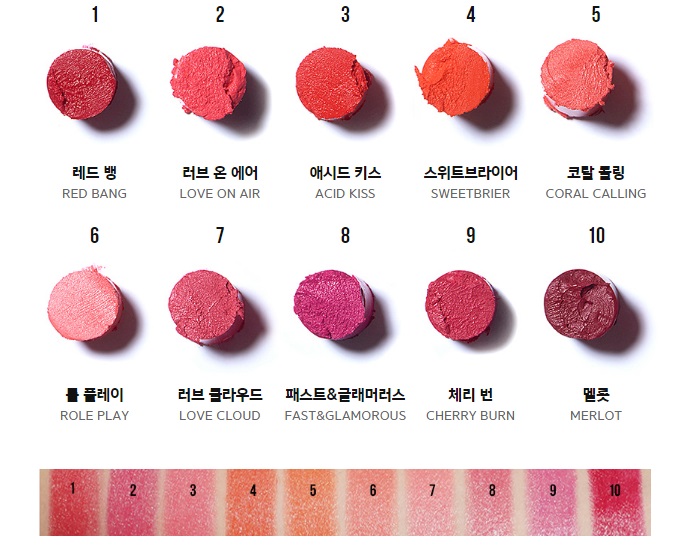 1 2 3 4 5
레드 뱅 러브 온 에어 애시드 키스 스위트브라이어 코랄 콜링
RED BANG LOVE ON AIR ACID KISS SWEETBRIER CORAL CALLING
6 7 8 9 10
롤 플레이 러브 클라우드 패스트&글래머러스 체리 번 멜롯
ROLE PLAY LOVE CLOUD FAST&GLAMOROUS CHERRY BURN MERLOT
1 2 3 4 5 6 7 8 9 10